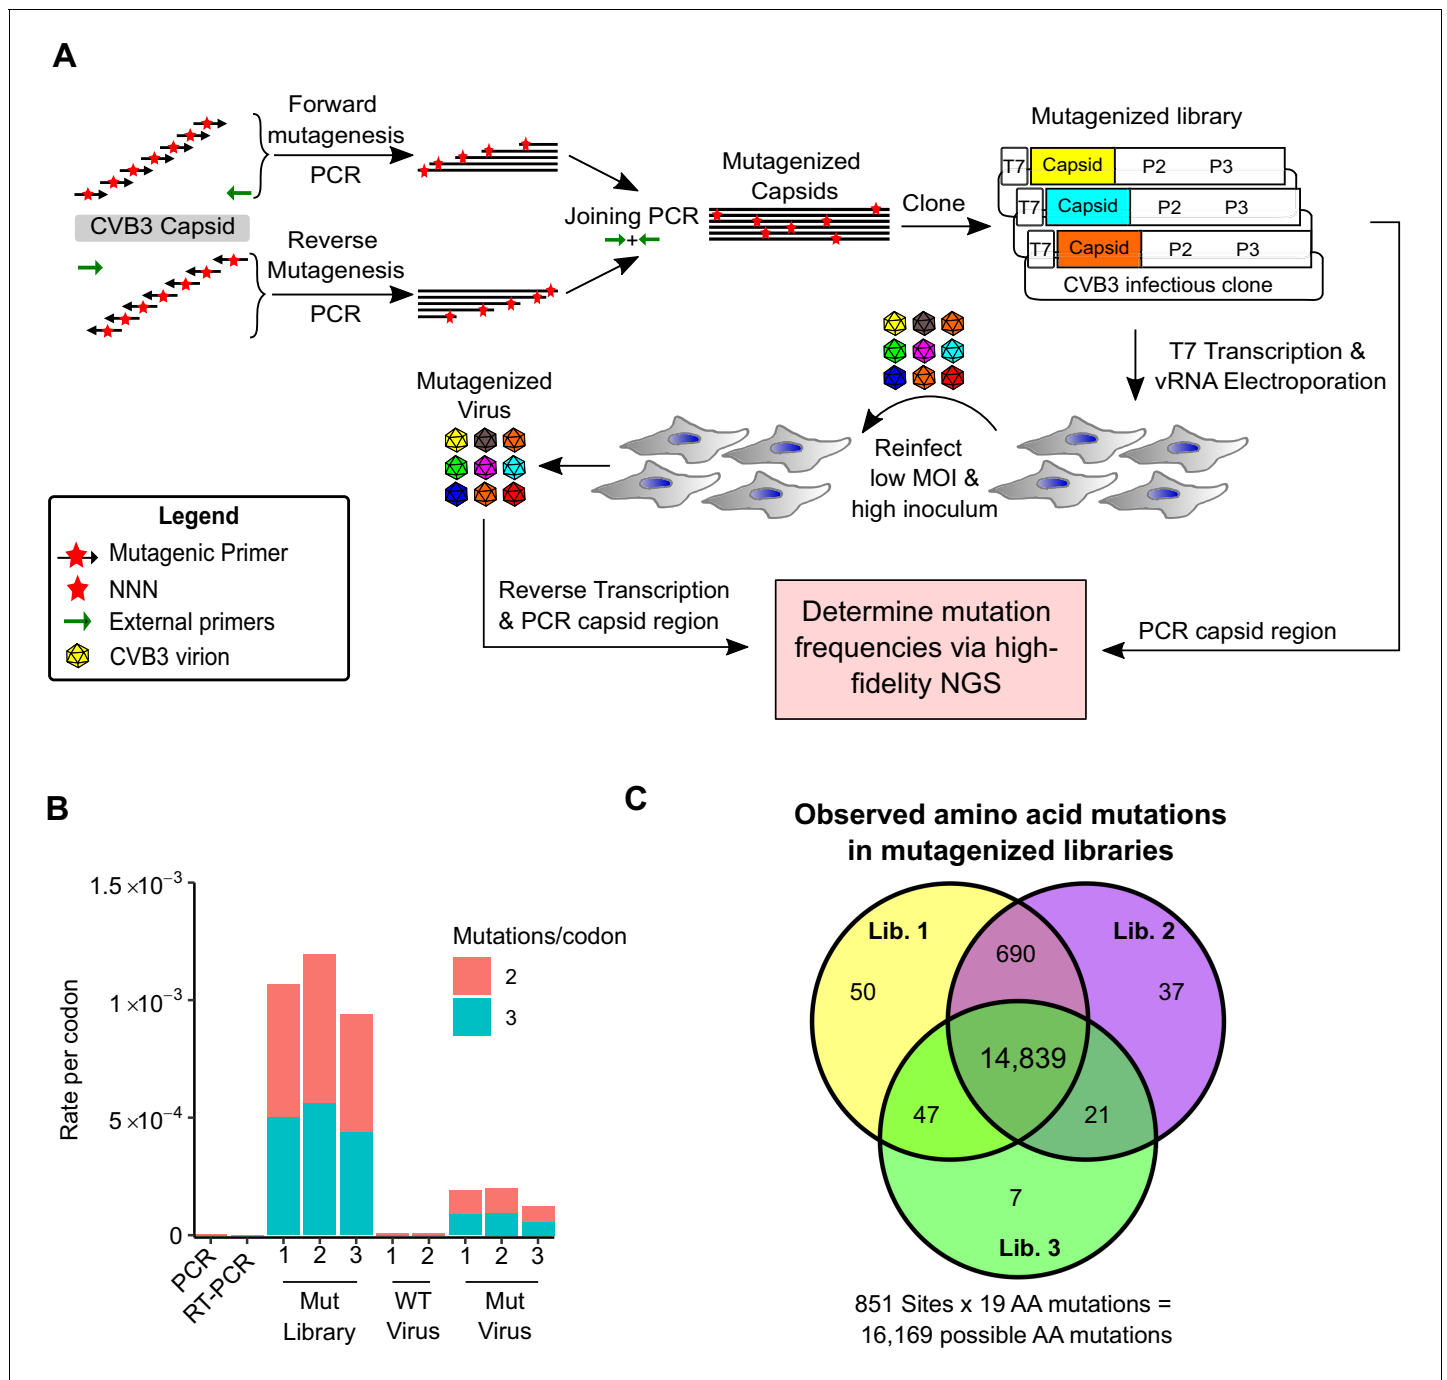 A
Forward
mutagenesis
PCR
CVB3 Capsid
Reverse
Mutagenesis
PCR
Joining PCR
+
Mutagenized
Capsids
Clone
Mutagenized library
T7 Capsid P2 P3
T7 Capsid P2 P3
T7 Capsid P2 P3
CVB3 infectious clone
T7 Transcription &
vRNA Electroporation
Reinfect
low MOI &
high inoculum
Mutagenized
Virus
Legend
Mutagenic Primer
NNN
External primers
CVB3 virion
Reverse Transcription
& PCR capsid region
Determine mutation
frequencies via high-
fidelity NGS
PCR capsid region
B
Rate per codon
1.5 ×10⁻³
1 ×10⁻³
5 ×10⁻⁴
0
Mutations/codon
2
3
PCR
RT-PCR
1 2 3
Mut
Library
1 2
WT
Virus
1 2 3
Mut
Virus
C
Observed amino acid mutations
in mutagenized libraries
Lib. 1
690
Lib. 2
50
37
14,839
47
21
7
Lib. 3
851 Sites x 19 AA mutations =
16,169 possible AA mutations